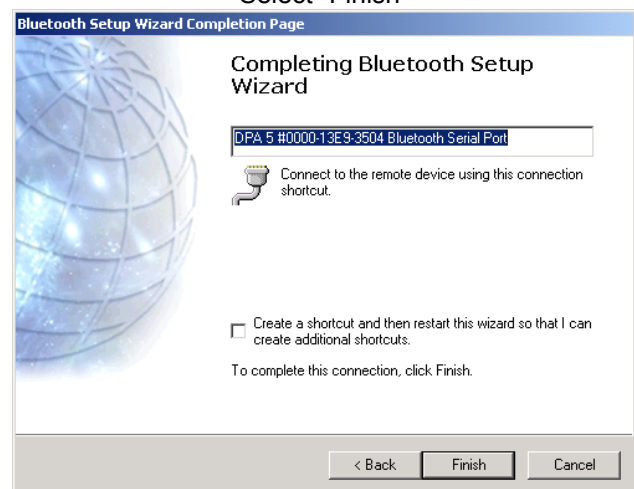 Select "Finish"
Bluetooth Setup Wizard Completion Page
Completing Bluetooth Setup
Wizard
DPA 5 #0000-13E9-3504 Bluetooth Serial Port
Connect to the remote device using this connection
shortcut.
Create a shortcut and then restart this wizard so that I can
create additional shortcuts.
To complete this connection, click Finish.
< Back
Finish
Cancel